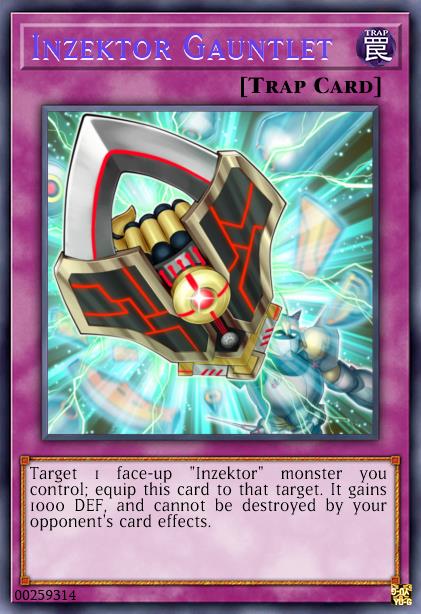 Inzektor Gauntlet
TRAP
罠
[Trap Card]
Target 1 face-up "Inzektor" monster you
control; equip this card to that target. It gains
1000 DEF, and cannot be destroyed by your
opponent's card effects.
00259314